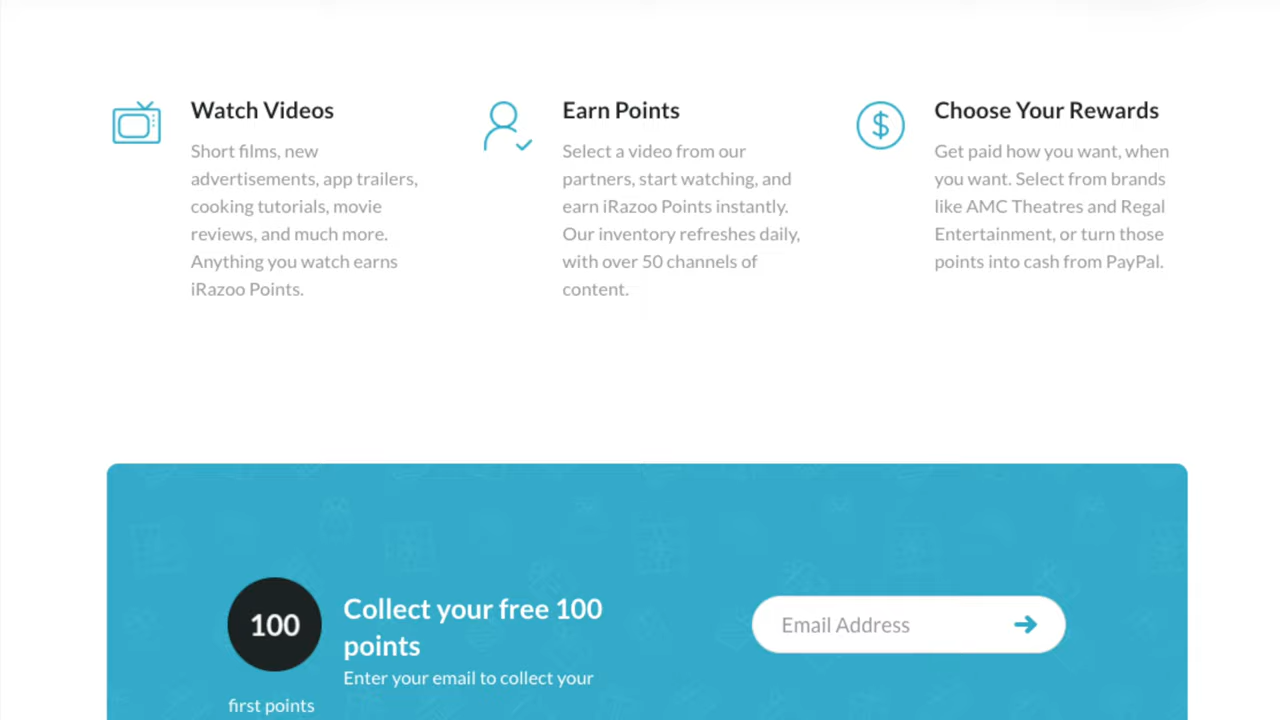 Watch Videos
Short films, new
advertisements, app trailers,
cooking tutorials, movie
reviews, and much more.
Anything you watch earns
iRazoo Points.
Earn Points
Select a video from our
partners, start watching, and
earn iRazoo Points instantly.
Our inventory refreshes daily,
with over 50 channels of
content.
Choose Your Rewards
Get paid how you want, when
you want. Select from brands
like AMC Theatres and Regal
Entertainment, or turn those
points into cash from PayPal.
100
Collect your free 100
points
Enter your email to collect your
first points
Email Address